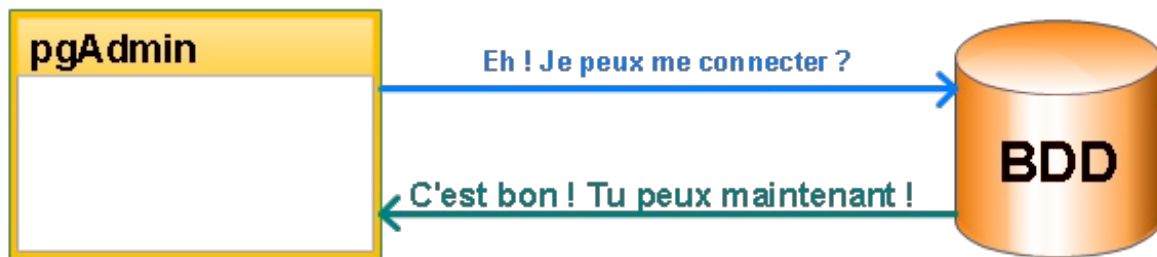 pgAdmin
Eh ! Je peux me connecter ?
BDD
C'est bon ! Tu peux maintenant !